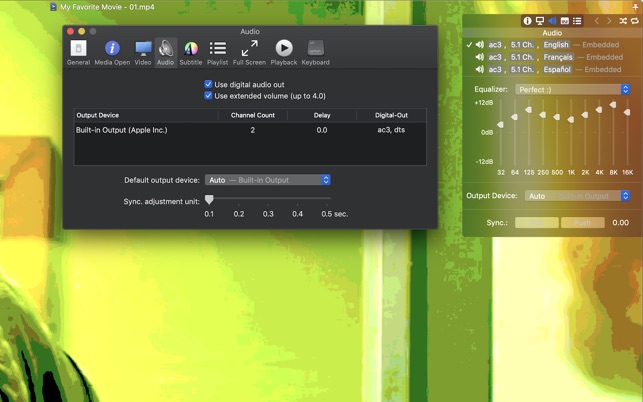 My Favorite Movie - 01.mp4
Audio
General Media Open Video Audio Subtitle Playlist Full Screen Playback Keyboard
Use digital audio out
Use extended volume (up to 4.0)
Output Device Channel Count Delay Digital-Out
Built-in Output (Apple Inc.) 2 0.0 ac3, dts
Default output device: Auto — Built-in Output
Sync. adjustment unit:
0.1 0.2 0.3 0.4 0.5 sec.
Audio
ac3 , 5.1 Ch. , English — Embedded
ac3 , 5.1 Ch. , Français — Embedded
ac3 , 5.1 Ch. , Español — Embedded
Equalizer: Perfect :)
+12dB
0dB
-12dB
32 64 125 250 500 1K 2K 4K 8K 16K
Output Device: Auto — Built-in Output
Sync.: 0.00